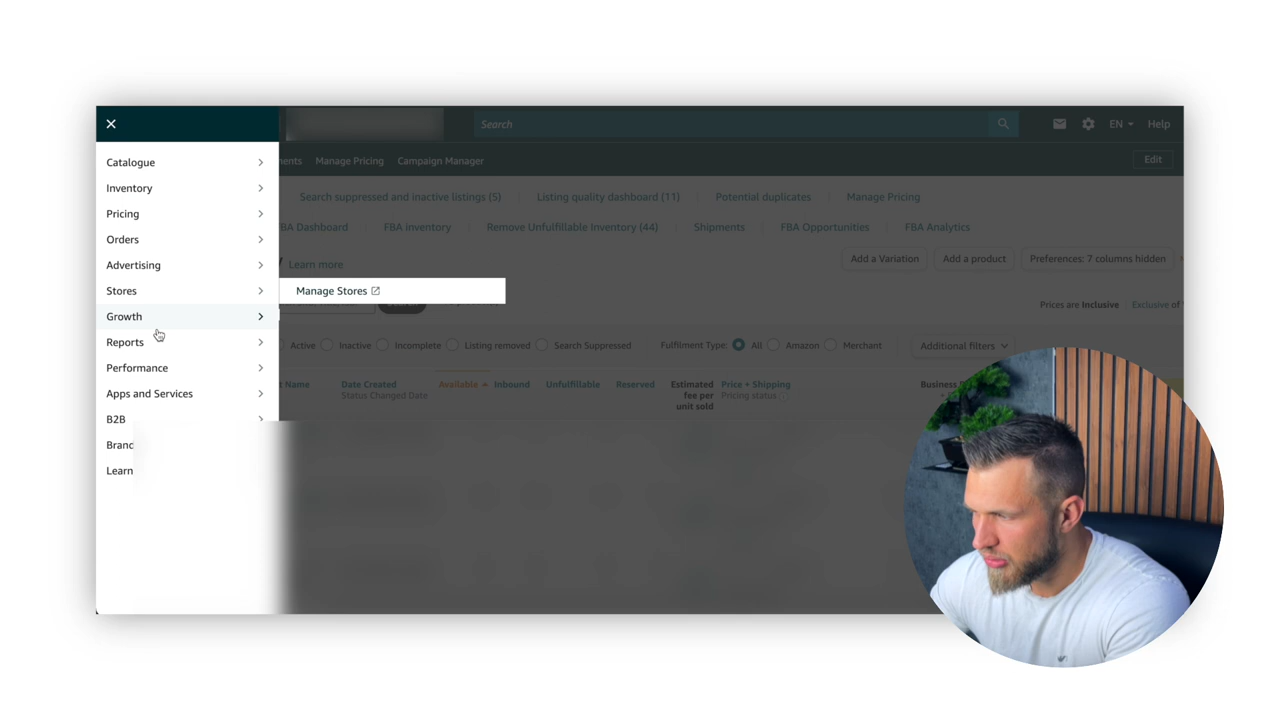 Search
EN
Help
ents
Manage Pricing
Campaign Manager
Edit
Catalogue
Inventory
Pricing
Orders
Advertising
Stores
Growth
Reports
Performance
Apps and Services
B2B
Brand
Learn
Manage Stores
Search suppressed and inactive listings (5)
Listing quality dashboard (11)
Potential duplicates
Manage Pricing
FBA Dashboard
FBA inventory
Remove Unfulfillable Inventory (44)
Shipments
FBA Opportunities
FBA Analytics
Learn more
Add a Variation
Add a product
Preferences: 7 columns hidden
Prices are Inclusive
Exclusive of
Active
Inactive
Incomplete
Listing removed
Search Suppressed
Fulfilment Type:
All
Amazon
Merchant
Additional filters
t Name
Date Created
Status Changed Date
Available
Inbound
Unfulfillable
Reserved
Estimated
fee per
unit sold
Price + Shipping
Pricing status
Business